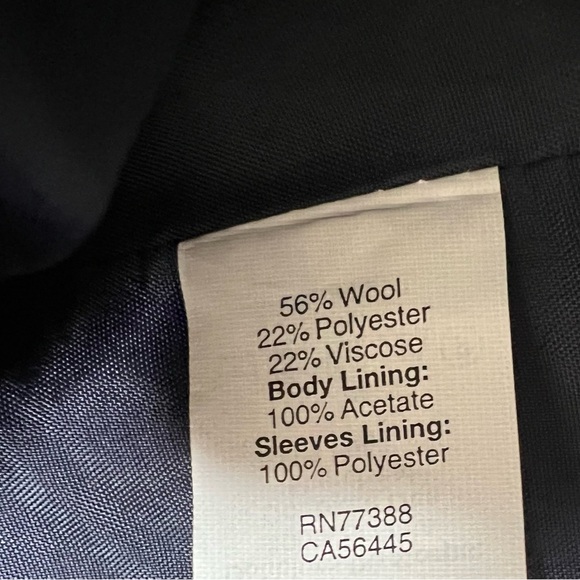 56% Wool
22% Polyester
22% Viscose
Body Lining:
100% Acetate
Sleeves Lining:
100% Polyester
RN77388
CA56445